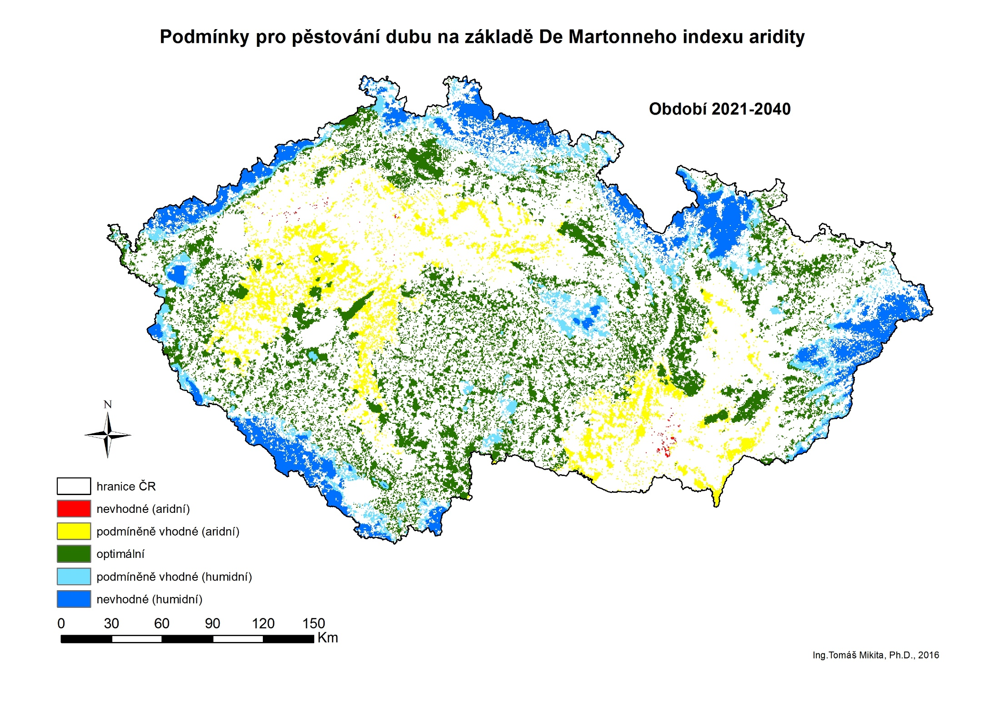 Podmínky pro pěstování dubu na základě De Martonneho indexu aridity
Období 2021-2040
N
hranice ČR
nevhodné (aridní)
podmíněně vhodné (aridní)
optimální
podmíněně vhodné (humidní)
nevhodné (humidní)
0 30 60 90 120 150
Km
Ing.Tomáš Mikita, Ph.D., 2016